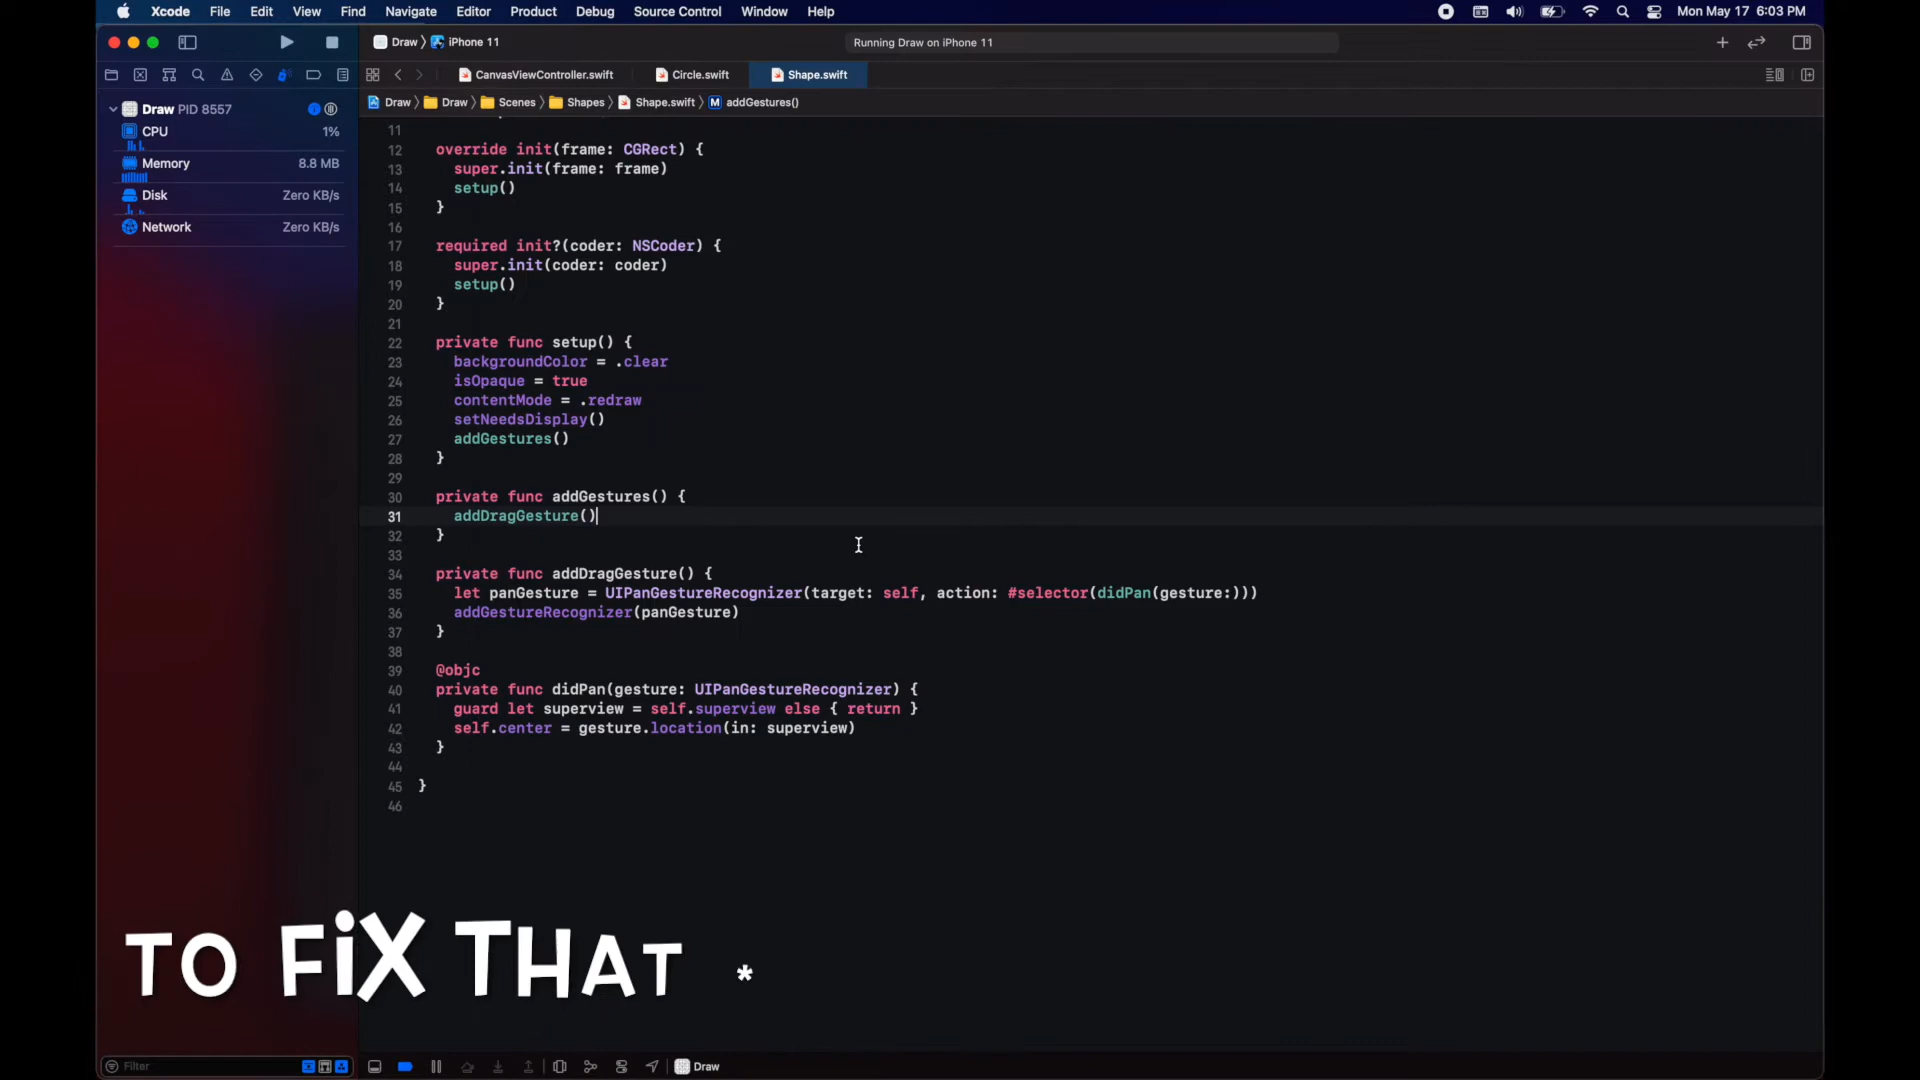 Xcode File Edit View Find Navigate Editor Product Debug Source Control Window Help Mon May 17 6:03 PM
Draw iPhone 11 Running Draw on iPhone 11
CanvasViewController.swift Circle.swift Shape.swift
Draw Draw Scenes Shapes Shape.swift M addGestures()
Draw PID 8557
CPU 1%
Memory 8.8 MB
Disk Zero KB/s
Network Zero KB/s
11
12 override init(frame: CGRect) {
13 super.init(frame: frame)
14 setup()
15 }
16
17 required init?(coder: NSCoder) {
18 super.init(coder: coder)
19 setup()
20 }
21
22 private func setup() {
23 backgroundColor = .clear
24 isOpaque = true
25 contentMode = .redraw
26 setNeedsDisplay()
27 addGestures()
28 }
29
30 private func addGestures() {
31 addDragGesture()
32 }
33
34 private func addDragGesture() {
35 let panGesture = UIPanGestureRecognizer(target: self, action: #selector(didPan(gesture:)))
36 addGestureRecognizer(panGesture)
37 }
38
39 @objc
40 private func didPan(gesture: UIPanGestureRecognizer) {
41 guard let superview = self.superview else { return }
42 self.center = gesture.location(in: superview)
43 }
44
45 }
46
TO FiX THAT *
Filter Draw